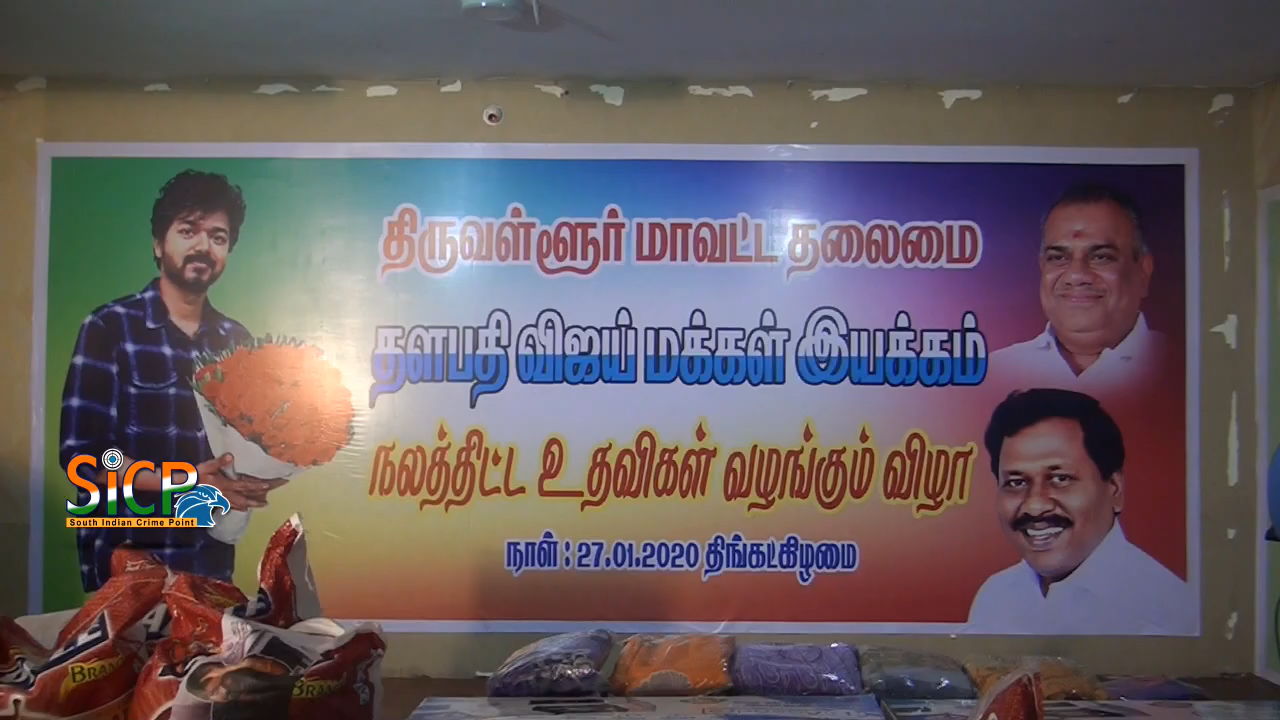 திருவள்ளூர் மாவட்ட தலைமை
தளபதி விஜய் மக்கள் இயக்கம்
நலத்திட்ட உதவிகள் வழங்கும் விழா
நாள் : 27.01.2020 திங்கட்கிழமை
SiCP
South Indian Crime Point